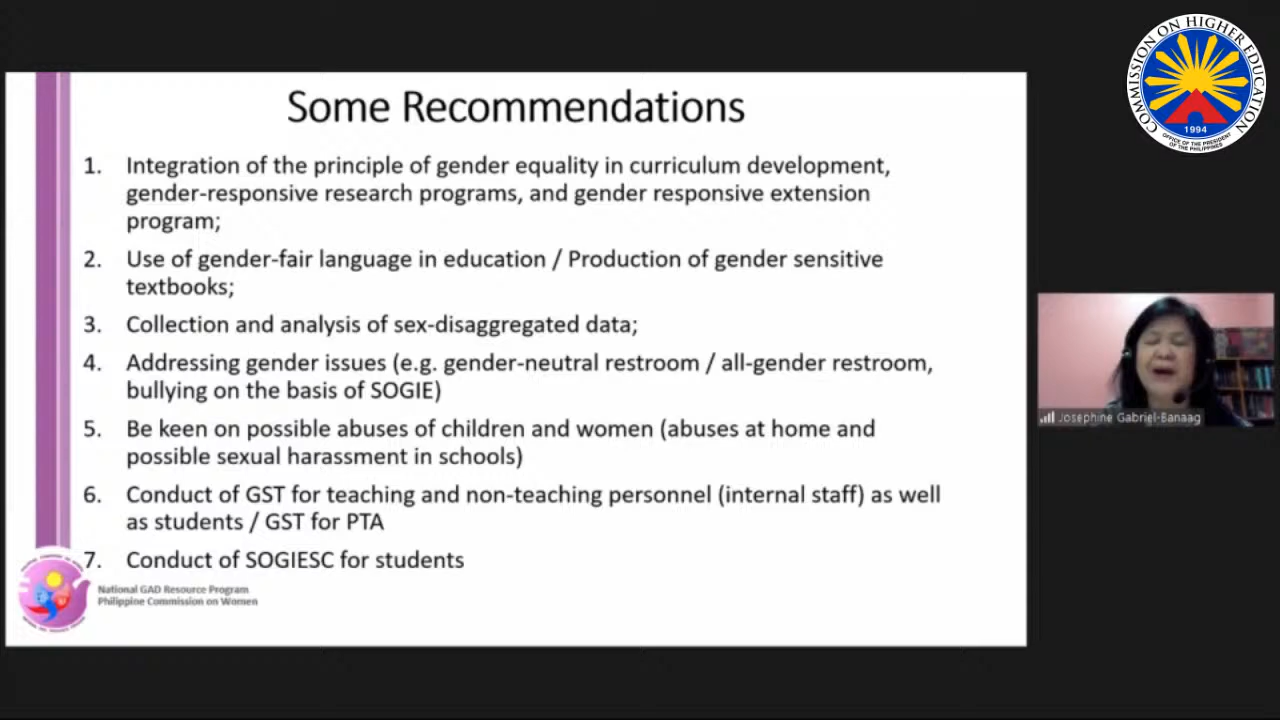 Some Recommendations
1. Integration of the principle of gender equality in curriculum development,
gender-responsive research programs, and gender responsive extension
program;
2. Use of gender-fair language in education / Production of gender sensitive
textbooks;
3. Collection and analysis of sex-disaggregated data;
4. Addressing gender issues (e.g. gender-neutral restroom / all-gender restroom,
bullying on the basis of SOGIE)
5. Be keen on possible abuses of children and women (abuses at home and
possible sexual harassment in schools)
6. Conduct of GST for teaching and non-teaching personnel (internal staff) as well
as students / GST for PTA
7. Conduct of SOGIESC for students
National GAD Resource Program
Philippine Commission on Women
COMMISSION ON HIGHER EDUCATION
1994
OFFICE OF THE PRESIDENT
OF THE PHILIPPINES
Josephine Gabriel-Banaag